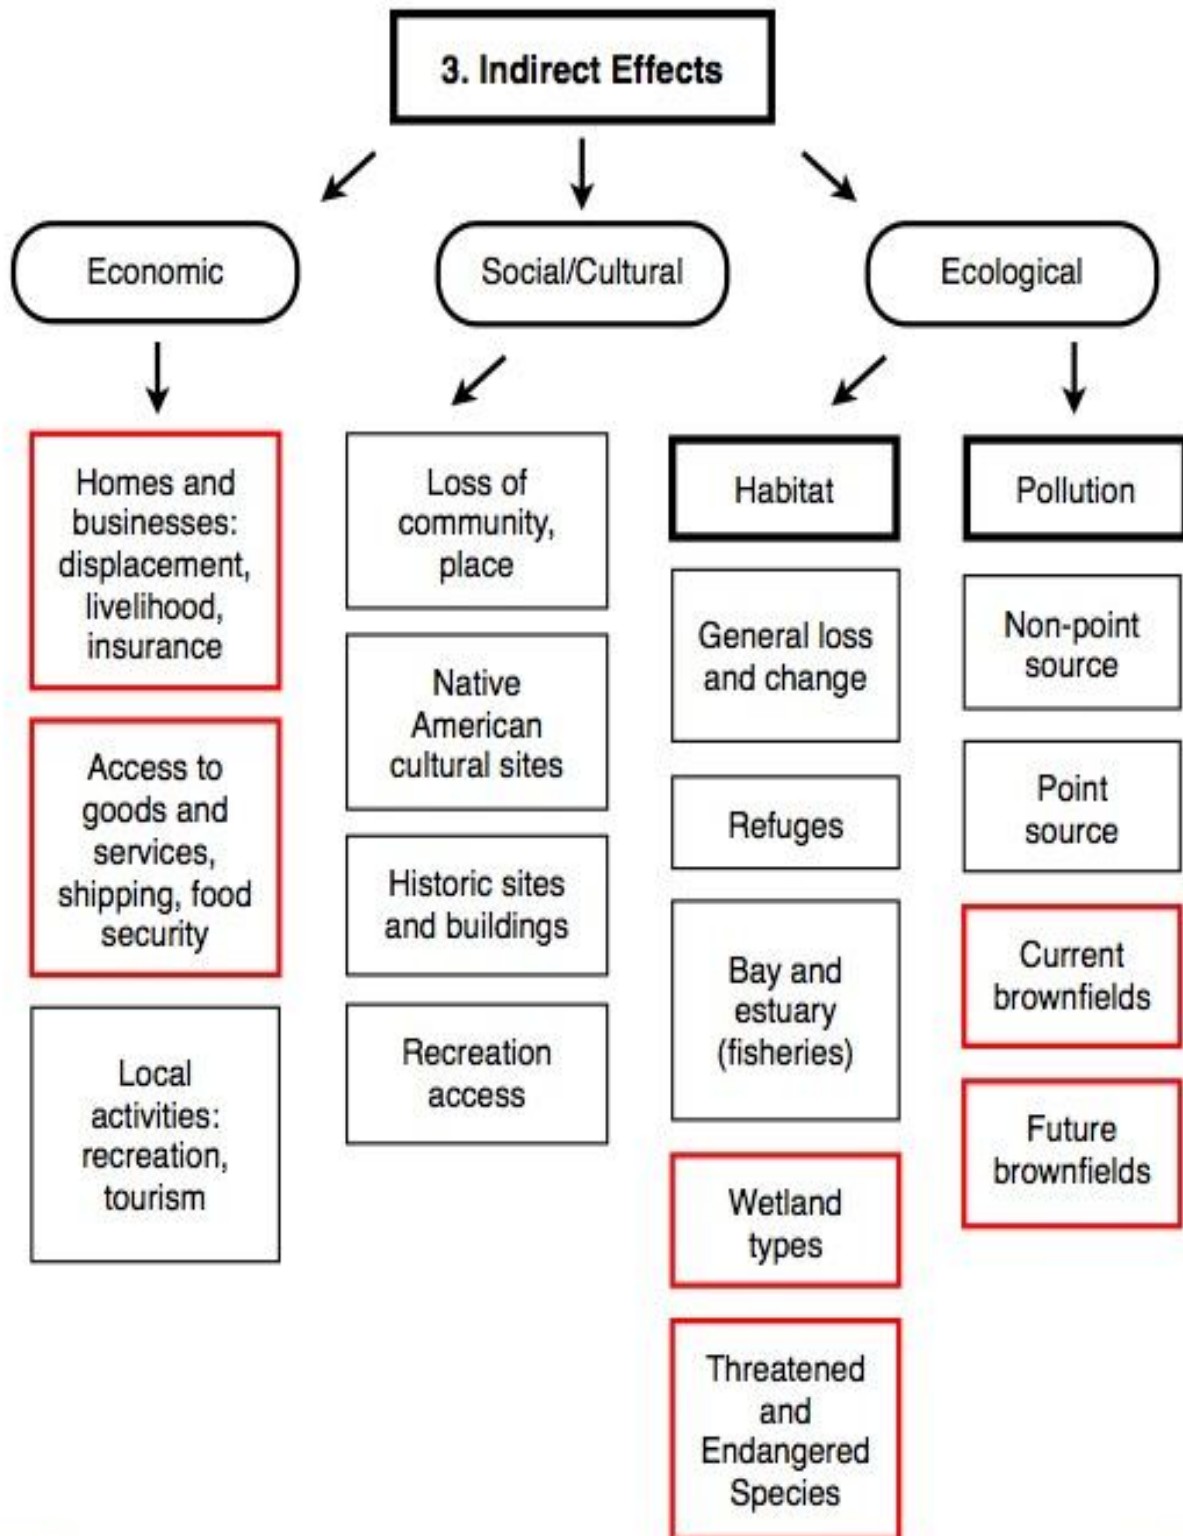 3. Indirect Effects
Economic
Social/Cultural
Ecological
Homes and
businesses:
displacement,
livelihood,
insurance
Access to
goods and
services,
shipping, food
security
Local
activities:
recreation,
tourism
Loss of
community,
place
Native
American
cultural sites
Historic sites
and buildings
Recreation
access
Habitat
General loss
and change
Refuges
Bay and
estuary
(fisheries)
Wetland
types
Threatened
and
Endangered
Species
Pollution
Non-point
source
Point
source
Current
brownfields
Future
brownfields